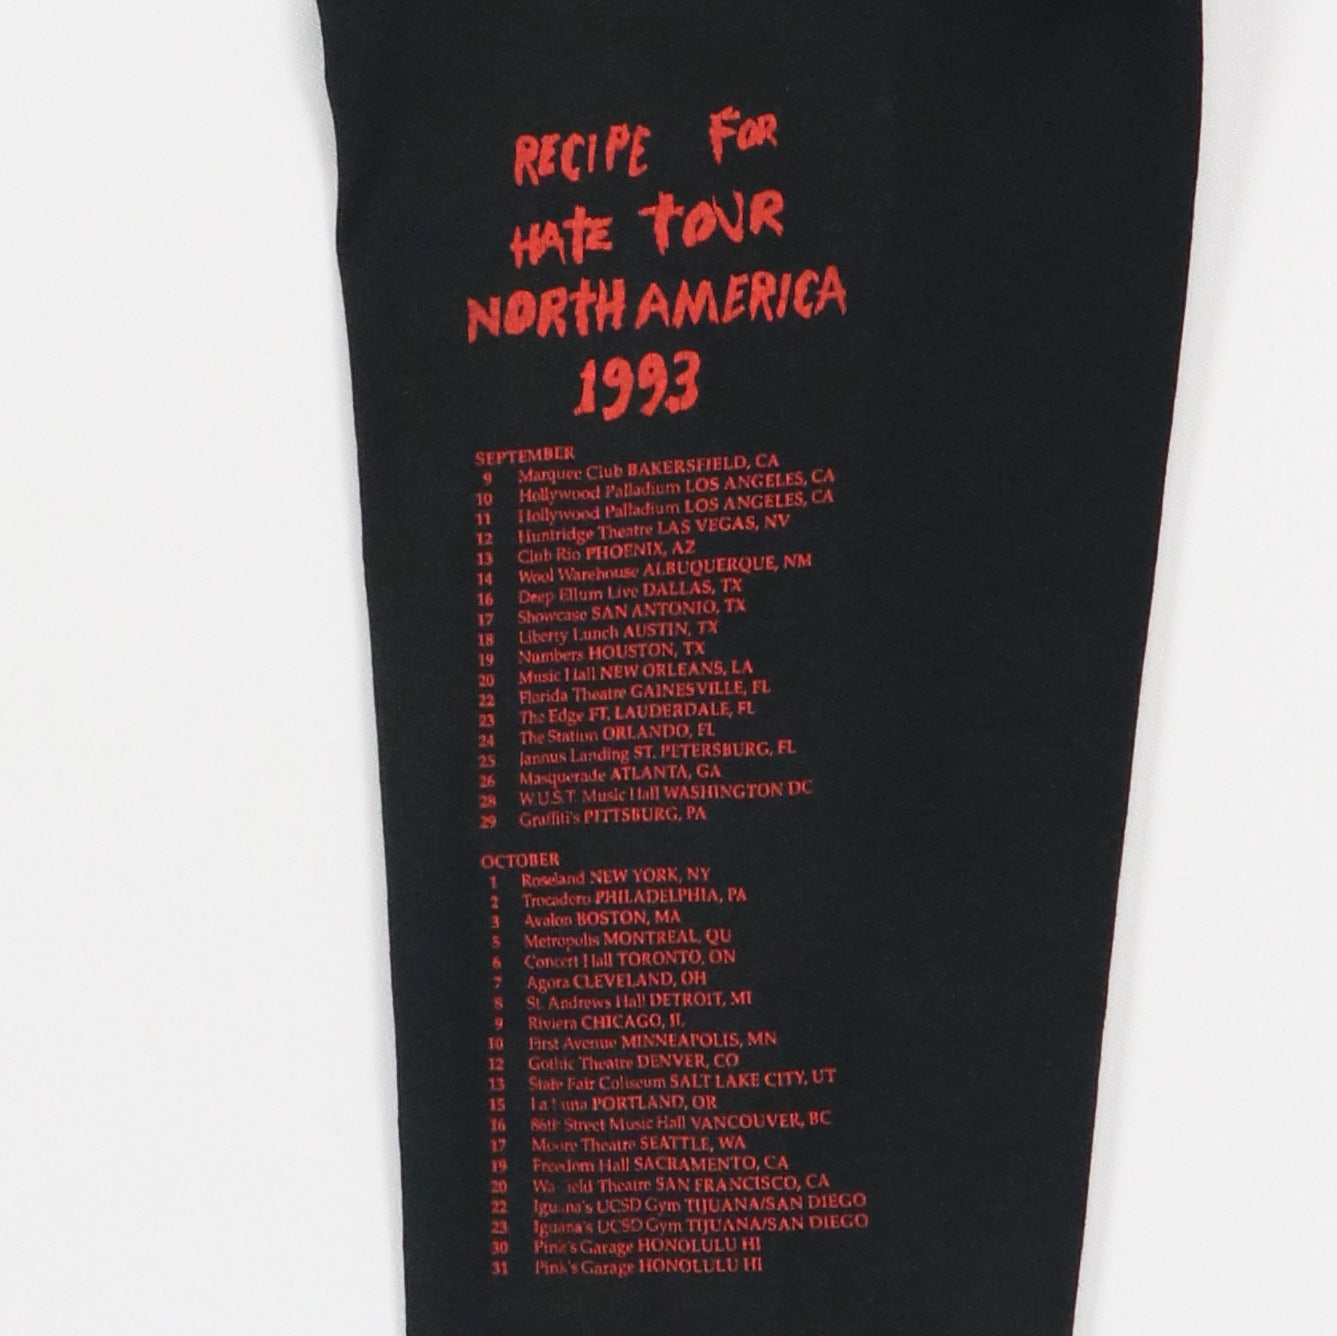 RECIPE FOR
HATE TOUR
NORTH AMERICA
1993
SEPTEMBER
9 Marquee Club BAKERSFIELD, CA
10 Hollywood Palladium LOS ANGELES, CA
11 Hollywood Palladium LOS ANGELES, CA
12 Huntridge Theatre LAS VEGAS, NV
13 Club Rio PHOENIX, AZ
14 Wool Warehouse ALBUQUERQUE, NM
16 Deep Ellum Live DALLAS, TX
17 Showcase SAN ANTONIO, TX
18 Liberty Lunch AUSTIN, TX
19 Numbers HOUSTON, TX
20 Music Hall NEW ORLEANS, LA
22 Florida Theatre GAINESVILLE, FL
23 The Edge FT. LAUDERDALE, FL
24 The Station ORLANDO, FL
25 Jannus Landing ST. PETERSBURG, FL
26 Masquerade ATLANTA, GA
28 W.U.S.T. Music Hall WASHINGTON DC
29 Graffiti's PITTSBURG, PA
OCTOBER
1 Roseland NEW YORK, NY
2 Trocadero PHILADELPHIA, PA
3 Avalon BOSTON, MA
5 Metropolis MONTREAL, QU
6 Concert Hall TORONTO, ON
7 Agora CLEVELAND, OH
8 St. Andrews Hall DETROIT, MI
9 Riviera CHICAGO, IL
10 First Avenue MINNEAPOLIS, MN
12 Gothic Theatre DENVER, CO
13 State Fair Coliseum SALT LAKE CITY, UT
15 La Luna PORTLAND, OR
16 86th Street Music Hall VANCOUVER, BC
17 Moore Theatre SEATTLE, WA
19 Freedom Hall SACRAMENTO, CA
20 Warfield Theatre SAN FRANCISCO, CA
22 Iguana's UCSD Gym TIJUANA/SAN DIEGO
23 Iguana's UCSD Gym TIJUANA/SAN DIEGO
30 Pink's Garage HONOLULU HI
31 Pink's Garage HONOLULU HI